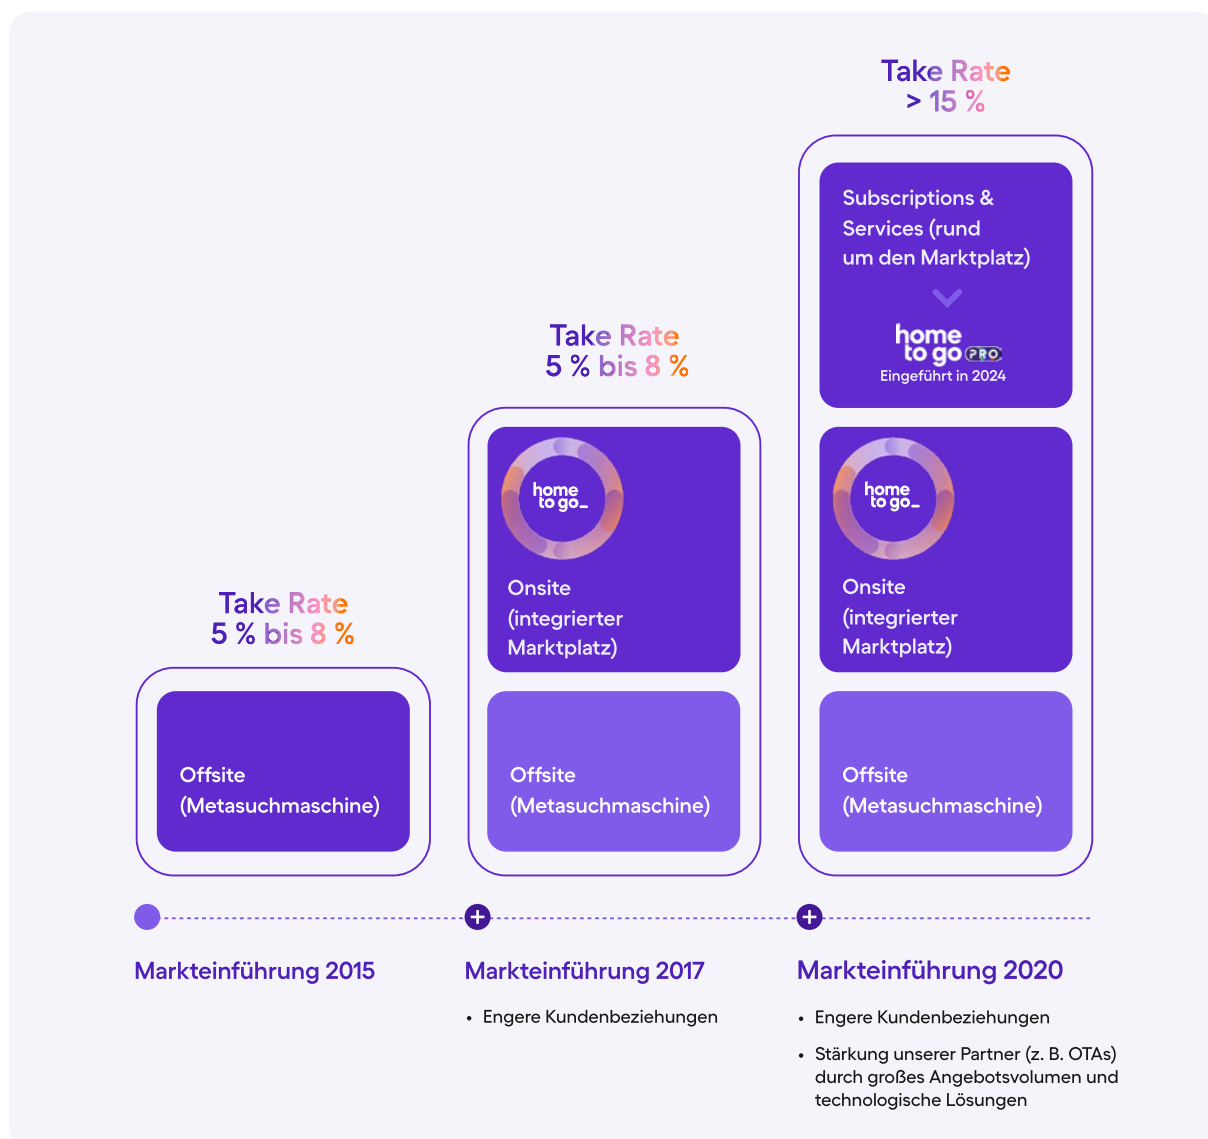 Take Rate
5 % bis 8 %
Offsite
(Metasuchmaschine)
Markteinführung 2015
Take Rate
5 % bis 8 %
home
to go_
Onsite
(integrierter
Marktplatz)
Offsite
(Metasuchmaschine)
Markteinführung 2017
• Engere Kundenbeziehungen
Take Rate
> 15 %
Subscriptions &
Services (rund
um den Marktplatz)
home
to go PRO
Eingeführt in 2024
home
to go_
Onsite
(integrierter
Marktplatz)
Offsite
(Metasuchmaschine)
Markteinführung 2020
• Engere Kundenbeziehungen
• Stärkung unserer Partner (z. B. OTAs)
durch großes Angebotsvolumen und
technologische Lösungen